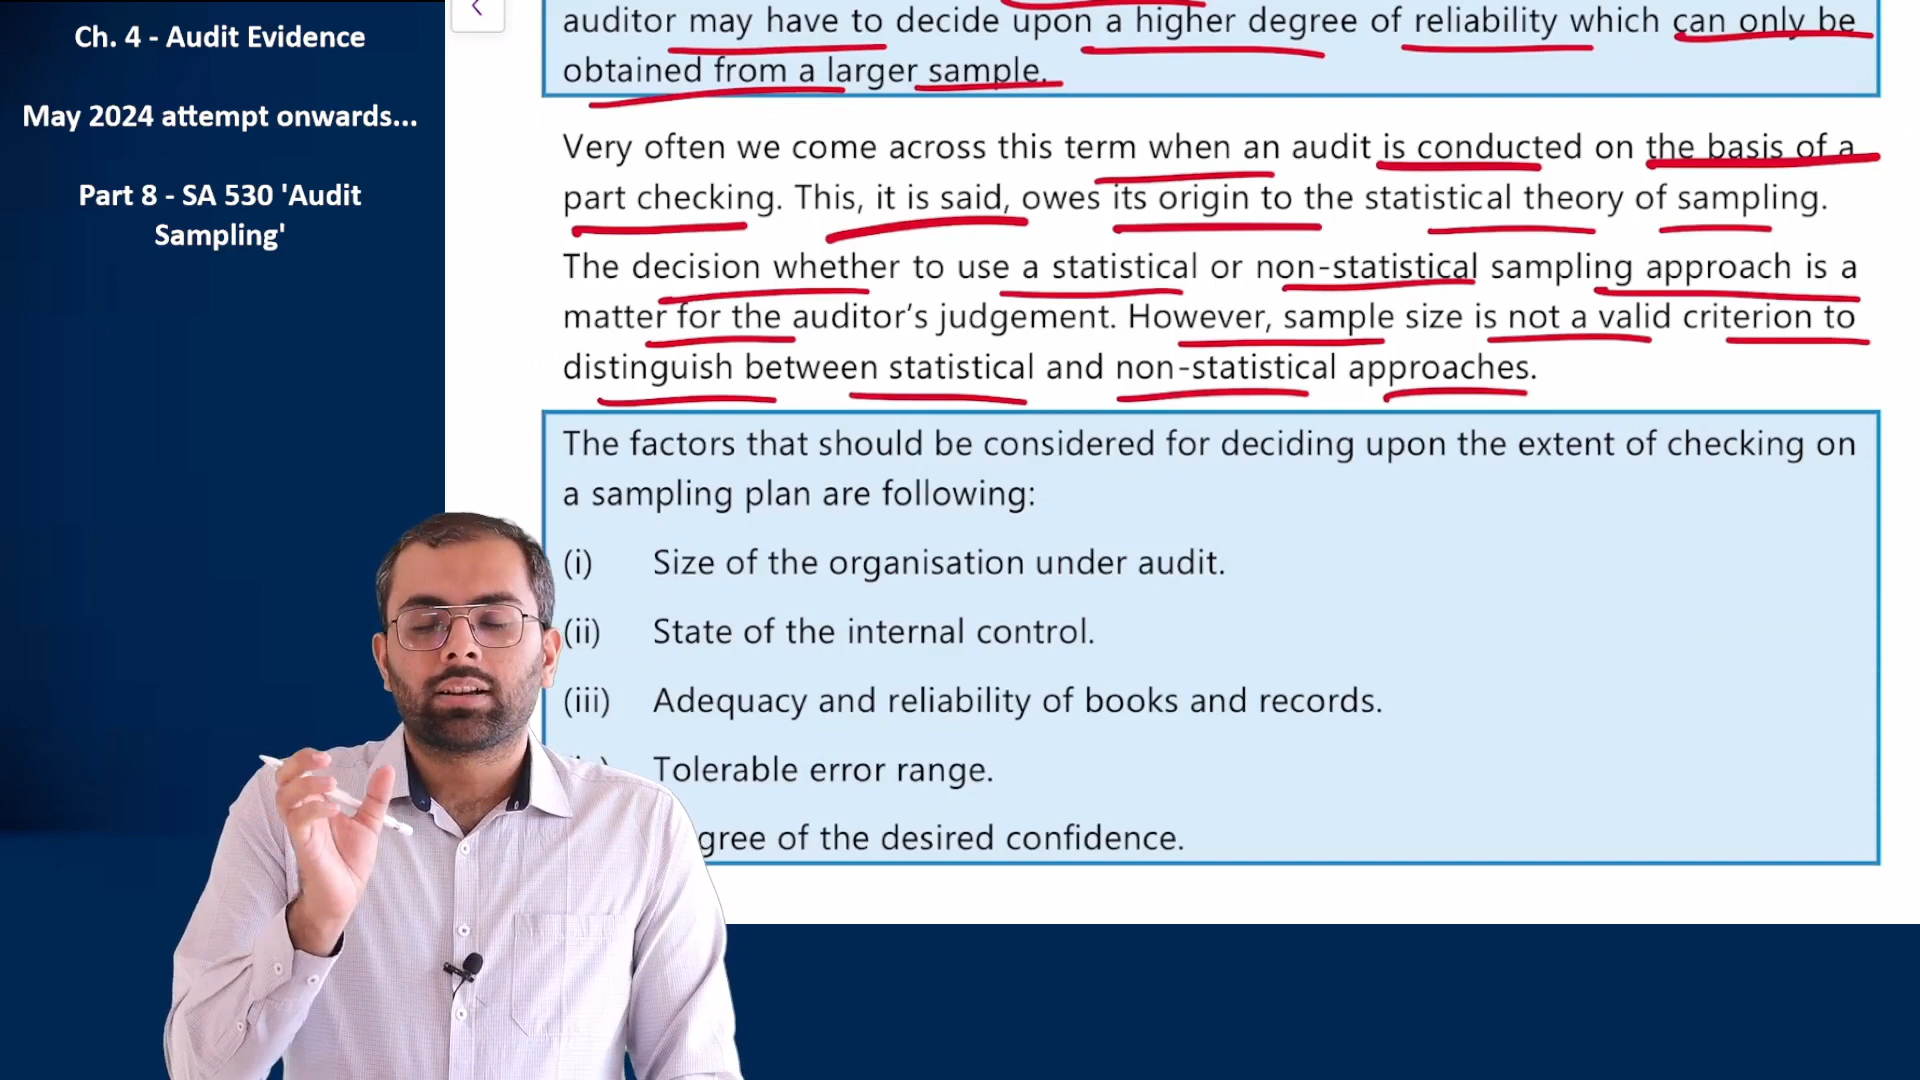 Ch. 4 - Audit Evidence
May 2024 attempt onwards...
Part 8 - SA 530 'Audit
Sampling'
auditor may have to decide upon a higher degree of reliability which can only be
obtained from a larger sample.
Very often we come across this term when an audit is conducted on the basis of a
part checking. This, it is said, owes its origin to the statistical theory of sampling.
The decision whether to use a statistical or non-statistical sampling approach is a
matter for the auditor’s judgement. However, sample size is not a valid criterion to
distinguish between statistical and non-statistical approaches.
The factors that should be considered for deciding upon the extent of checking on
a sampling plan are following:
(i) Size of the organisation under audit.
(ii) State of the internal control.
(iii) Adequacy and reliability of books and records.
Tolerable error range.
of the desired confidence.